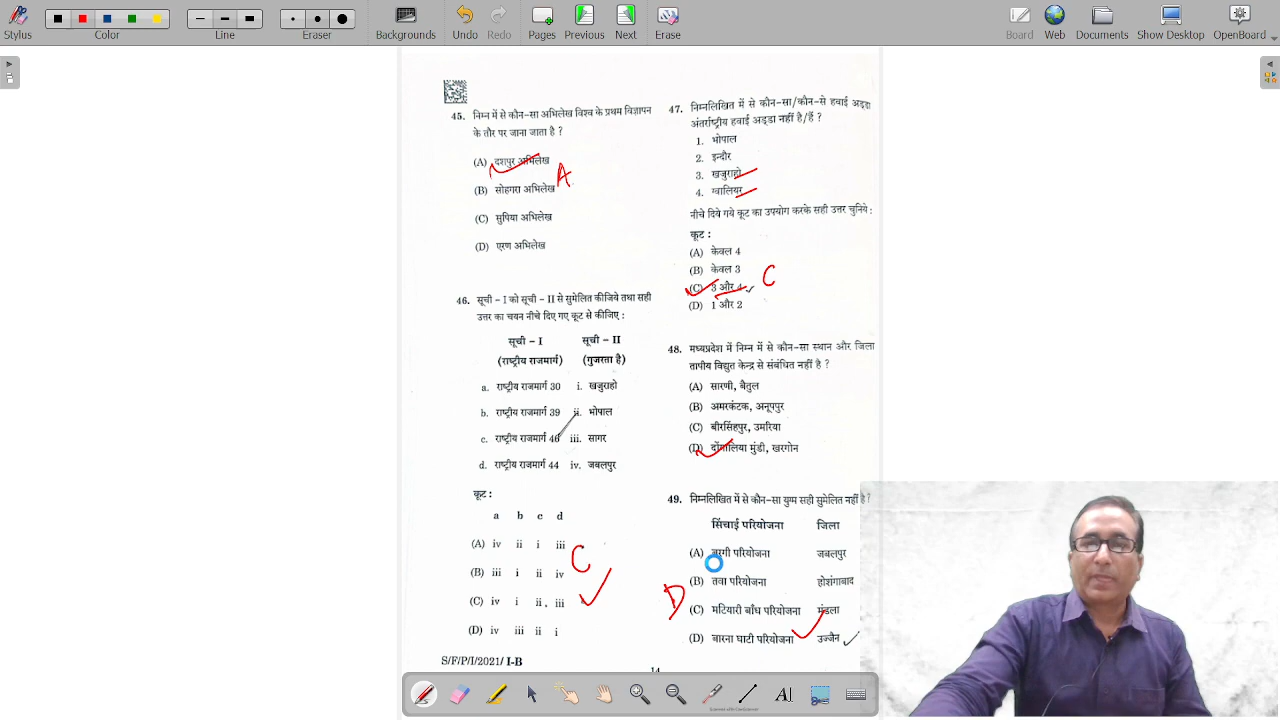 Stylus
Color
Line
Eraser
Backgrounds
Undo
Redo
Pages
Previous
Next
Erase
Board
Web
Documents
Show Desktop
OpenBoard
45. निम्न में से कौन-सा अभिलेख विश्व के प्रथम विज्ञापन
के तौर पर जाना जाता है ?
(A) दशपुर अभिलेख
A
(B) सोहगरा अभिलेख
(C) सुपिया अभिलेख
(D) एरण अभिलेख
46. सूची – I को सूची – II से सुमेलित कीजिये तथा सही
उत्तर का चयन नीचे दिए गए कूट से कीजिए :
सूची – I सूची – II
(राष्ट्रीय राजमार्ग) (गुजरता है)
a. राष्ट्रीय राजमार्ग 30 i. खजुराहो
b. राष्ट्रीय राजमार्ग 39 ii. भोपाल
c. राष्ट्रीय राजमार्ग 46 iii. सागर
d. राष्ट्रीय राजमार्ग 44 iv. जबलपुर
कूट :
a b c d
(A) iv ii i iii
(B) iii i ii iv
C
(C) iv i ii, iii
(D) iv iii ii i
S/F/P/I/2021/ I-B
47. निम्नलिखित में से कौन-सा/कौन-से हवाई अड्डा
अंतर्राष्ट्रीय हवाई अड्डा नहीं है/हैं ?
1. भोपाल
2. इन्दौर
3. खजुराहो
4. ग्वालियर
नीचे दिये गये कूट का उपयोग करके सही उत्तर चुनिये :
कूट :
(A) केवल 4
(B) केवल 3
C
(C) 3 और 4
(D) 1 और 2
48. मध्यप्रदेश में निम्न में से कौन-सा स्थान और जिला
तापीय विद्युत केन्द्र से संबंधित नहीं है ?
(A) सारणी, बैतुल
(B) अमरकंटक, अनूपपुर
(C) बीरसिंहपुर, उमरिया
(D) दोंगालिया मुंडी, खरगोन
49. निम्नलिखित में से कौन-सा युग्म सही सुमेलित नहीं है ?
सिंचाई परियोजना जिला
(A) बरगी परियोजना जबलपुर
(B) तवा परियोजना होशंगाबाद
D
(C) मटियारी बाँध परियोजना मंडला
(D) बारना घाटी परियोजना उज्जैन
14
Scanned with CamScanner